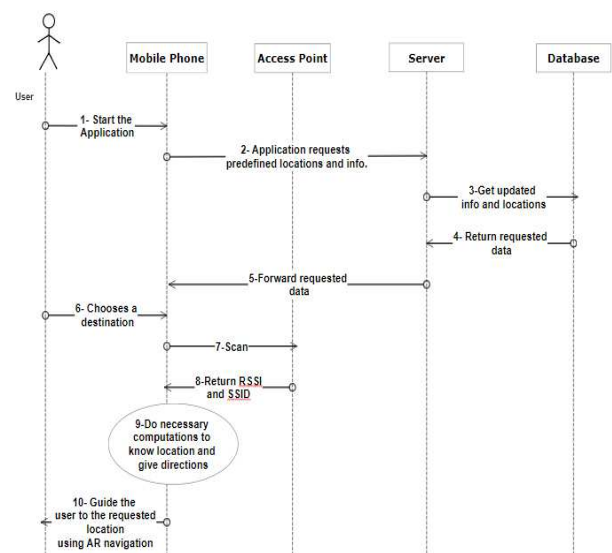 Mobile Phone
Access Point
Server
Database
User
1- Start the
Application
2- Application requests
predefined locations and info.
3-Get updated
info and locations
4- Return requested
data
5-Forward requested
data
6- Chooses a
destination
7-Scan
8-Return RSSI
and SSID
9-Do necessary
computations to
know location and
give directions
10- Guide the
user to the requested
location
using AR navigation